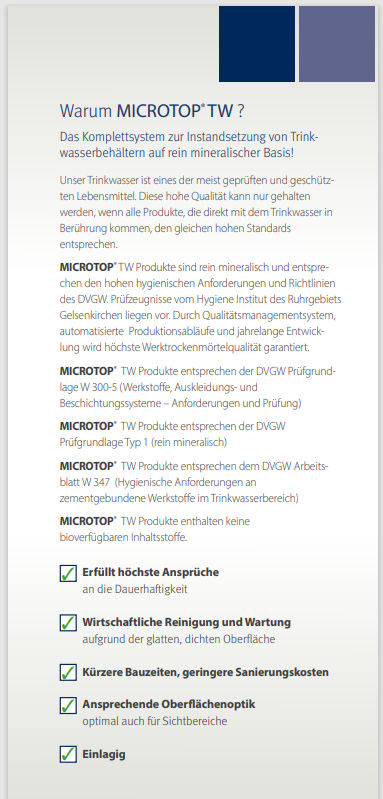 Warum MICROTOP® TW ?
Das Komplettsystem zur Instandsetzung von Trink-
wasserbehältern auf rein mineralischer Basis!
Unser Trinkwasser ist eines der meist geprüften und geschütz-
ten Lebensmittel. Diese hohe Qualität kann nur gehalten
werden, wenn alle Produkte, die direkt mit dem Trinkwasser in
Berührung kommen, den gleichen hohen Standards
entsprechen.
MICROTOP® TW Produkte sind rein mineralisch und entspre-
chen den hohen hygienischen Anforderungen und Richtlinien
des DVGW. Prüfzeugnisse vom Hygiene Institut des Ruhrgebiets
Gelsenkirchen liegen vor. Durch Qualitätsmanagementsystem,
automatisierte Produktionsabläufe und jahrelange Entwick-
lung wird höchste Werktrockenmörtelqualität garantiert.
MICROTOP® TW Produkte entsprechen der DVGW Prüfgrund-
lage W 300-5 (Werkstoffe, Auskleidungs- und
Beschichtungssysteme – Anforderungen und Prüfung)
MICROTOP® TW Produkte entsprechen der DVGW
Prüfgrundlage Typ 1 (rein mineralisch)
MICROTOP® TW Produkte entsprechen dem DVGW Arbeits-
blatt W 347 (Hygienische Anforderungen an
zementgebundene Werkstoffe im Trinkwasserbereich)
MICROTOP® TW Produkte enthalten keine
bioverfügbaren Inhaltsstoffe.
Erfüllt höchste Ansprüche
an die Dauerhaftigkeit
Wirtschaftliche Reinigung und Wartung
aufgrund der glatten, dichten Oberfläche
Kürzere Bauzeiten, geringere Sanierungskosten
Ansprechende Oberflächenoptik
optimal auch für Sichtbereiche
Einlagig